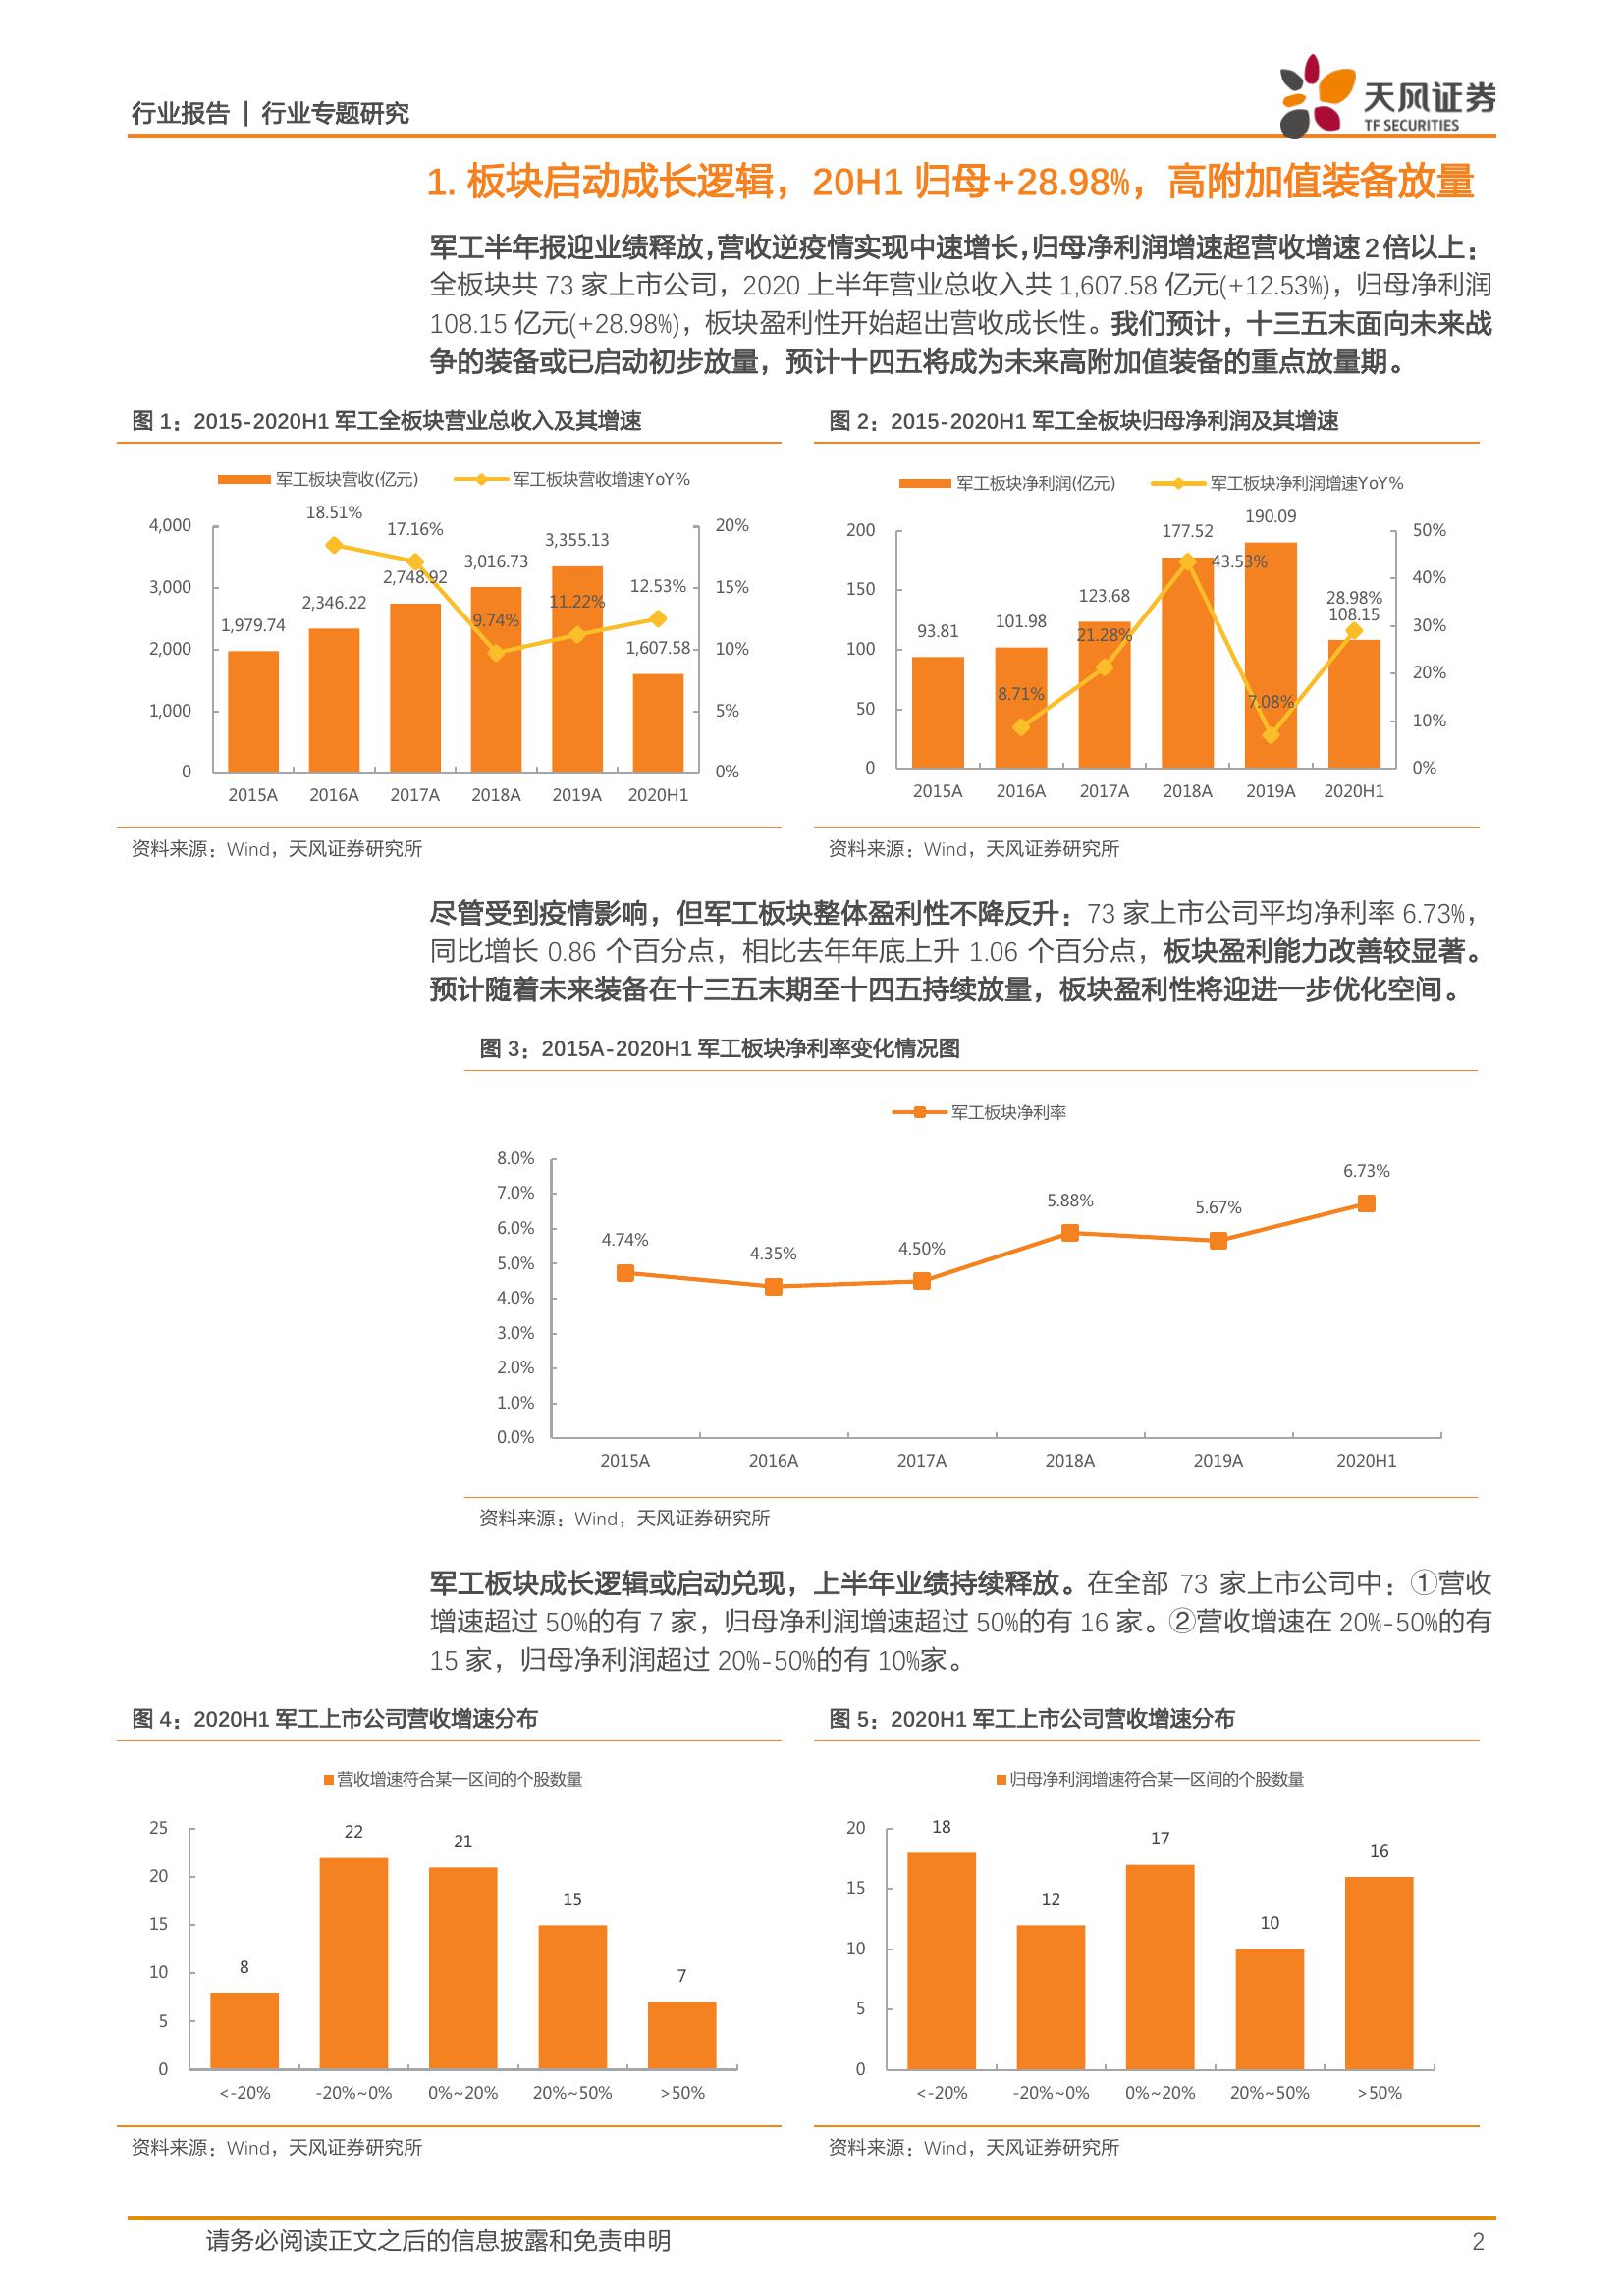 行业报告 | 行业专题研究
天风证券
TF SECURITIES
1. 板块启动成长逻辑，20H1 归母+28.98%，高附加值装备放量
军工半年报迎业绩释放，营收逆疫情实现中速增长，归母净利润增速超营收增速2倍以上：
全板块共 73 家上市公司，2020 上半年营业总收入共 1,607.58 亿元(+12.53%)，归母净利润
108.15 亿元(+28.98%)，板块盈利性开始超出营收成长性。我们预计，十三五末面向未来战
争的装备或已启动初步放量，预计十四五将成为未来高附加值装备的重点放量期。
图 1：2015-2020H1 军工全板块营业总收入及其增速
军工板块营收(亿元) 军工板块营收增速YoY%
4,000
3,000
2,000
1,000
0
20%
15%
10%
5%
0%
1,979.74
2,346.22
2,748.92
3,016.73
3,355.13
1,607.58
18.51%
17.16%
9.74%
11.22%
12.53%
2015A 2016A 2017A 2018A 2019A 2020H1
资料来源：Wind，天风证券研究所
图 2：2015-2020H1 军工全板块归母净利润及其增速
军工板块净利润(亿元) 军工板块净利润增速YoY%
200
150
100
50
0
50%
40%
30%
20%
10%
0%
93.81
101.98
123.68
177.52
190.09
108.15
8.71%
21.28%
43.53%
7.08%
28.98%
2015A 2016A 2017A 2018A 2019A 2020H1
资料来源：Wind，天风证券研究所
尽管受到疫情影响，但军工板块整体盈利性不降反升：73 家上市公司平均净利率 6.73%，
同比增长 0.86 个百分点，相比去年年底上升 1.06 个百分点，板块盈利能力改善较显著。
预计随着未来装备在十三五末期至十四五持续放量，板块盈利性将迎进一步优化空间。
图 3：2015A-2020H1 军工板块净利率变化情况图
军工板块净利率
8.0%
7.0%
6.0%
5.0%
4.0%
3.0%
2.0%
1.0%
0.0%
4.74%
4.35%
4.50%
5.88%
5.67%
6.73%
2015A 2016A 2017A 2018A 2019A 2020H1
资料来源：Wind，天风证券研究所
军工板块成长逻辑或启动兑现，上半年业绩持续释放。在全部 73 家上市公司中：①营收
增速超过 50%的有 7 家，归母净利润增速超过 50%的有 16 家。②营收增速在 20%-50%的有
15 家，归母净利润超过 20%-50%的有 10%家。
图 4：2020H1 军工上市公司营收增速分布
营收增速符合某一区间的个股数量
25
20
15
10
5
0
8
22
21
15
7
<-20% -20%~0% 0%~20% 20%~50% >50%
资料来源：Wind，天风证券研究所
图 5：2020H1 军工上市公司营收增速分布
归母净利润增速符合某一区间的个股数量
20
15
10
5
0
18
12
17
10
16
<-20% -20%~0% 0%~20% 20%~50% >50%
资料来源：Wind，天风证券研究所
请务必阅读正文之后的信息披露和免责申明
2